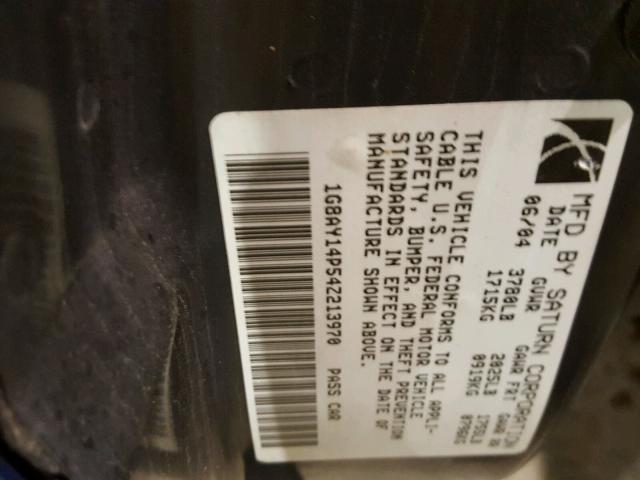 MFD BY SATURN CORPORATION
DATE GVWR GAWR FRT GAWR RR
06/04 3780LB 2025LB 1755LB
1715KG 0919KG 0796KG
THIS VEHICLE CONFORMS TO ALL APPLI-
CABLE U.S. FEDERAL MOTOR VEHICLE
SAFETY, BUMPER, AND THEFT PREVENTION
STANDARDS IN EFFECT ON THE DATE OF
MANUFACTURE SHOWN ABOVE.
1G8AY14P54Z213970 PASS CAR